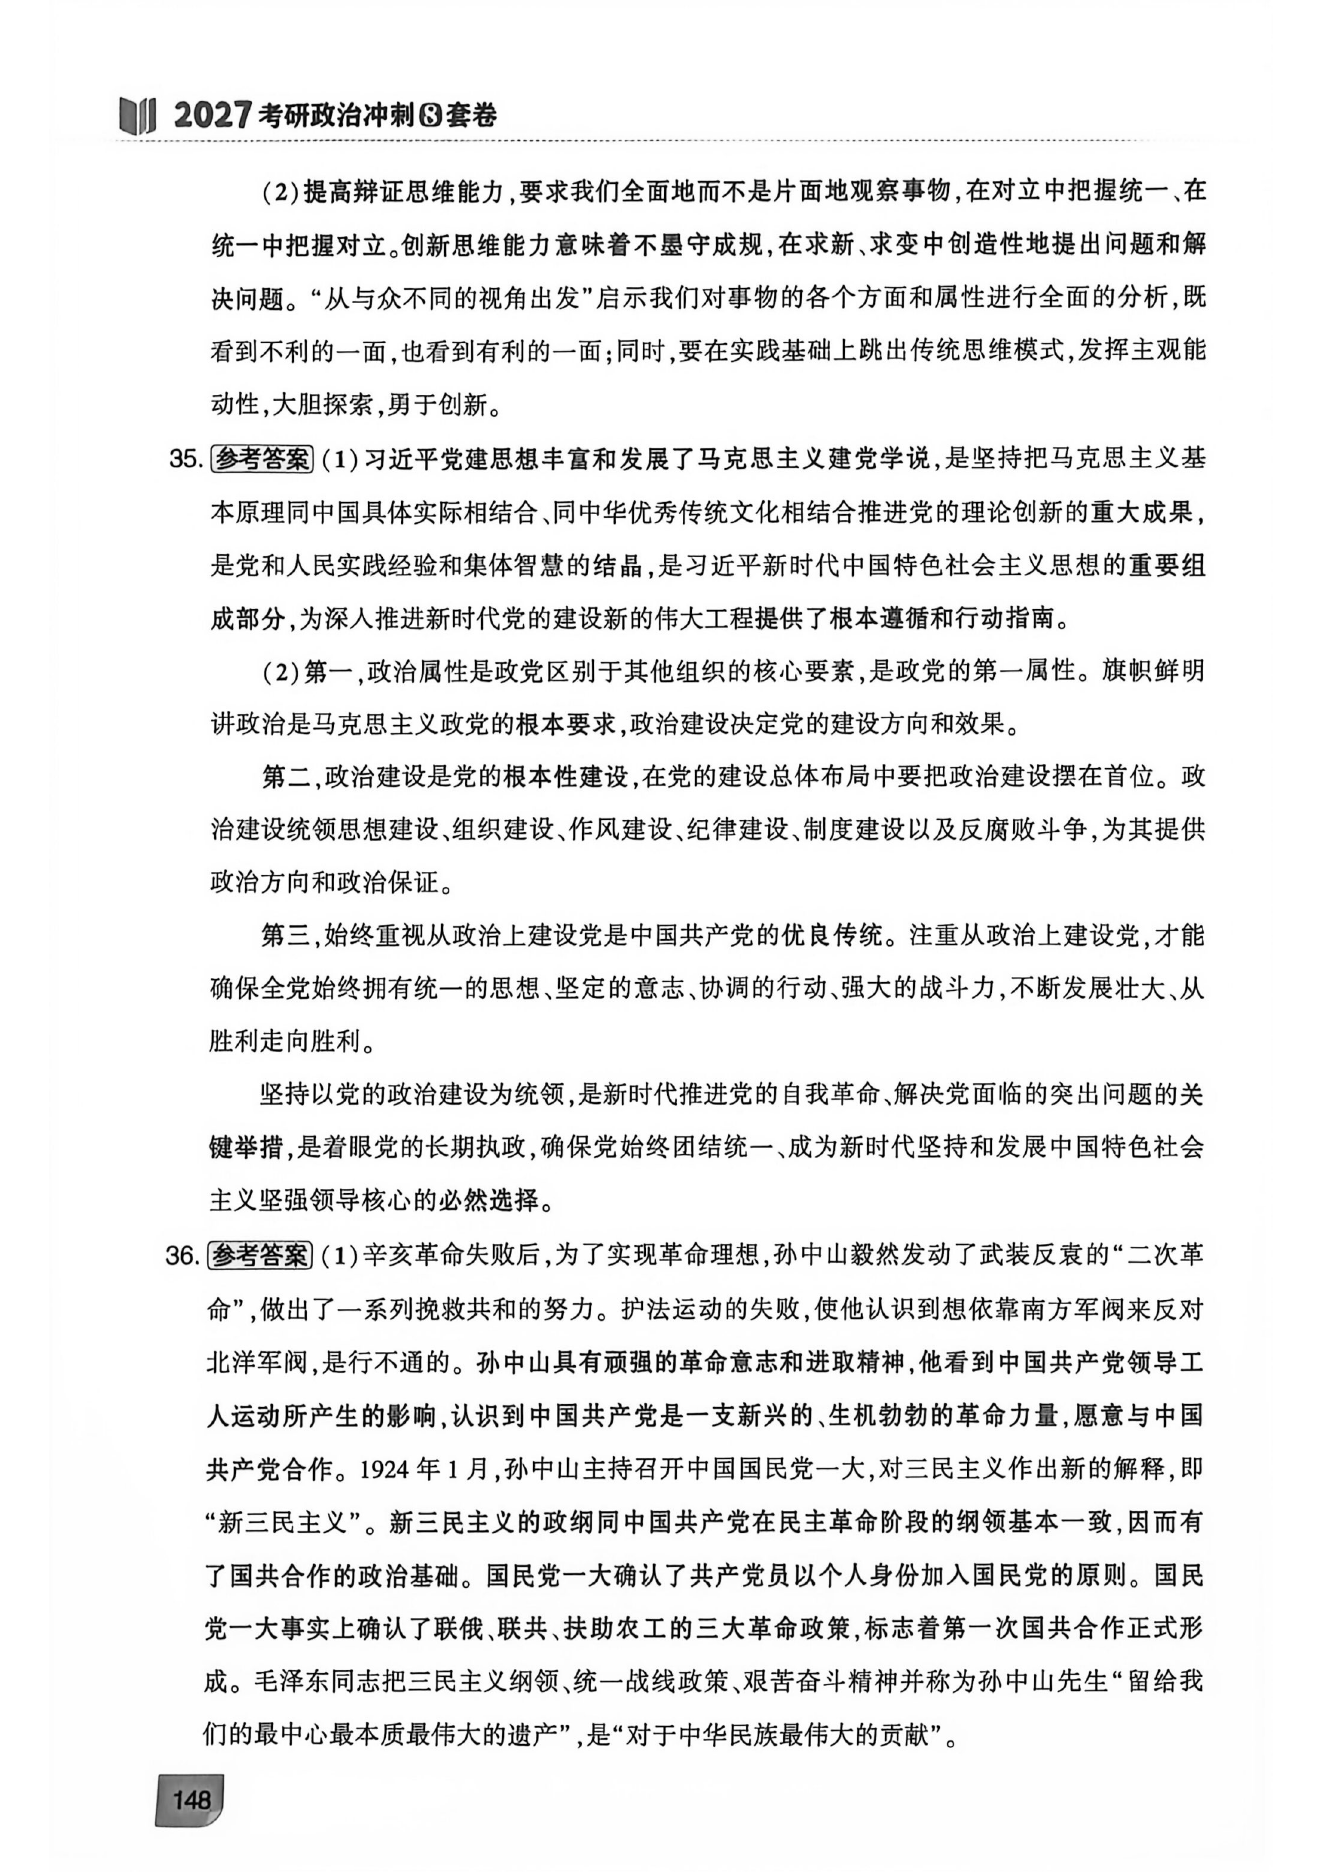 2027考研政治冲刺8套卷
(2)提高辩证思维能力,要求我们全面地而不是片面地观察事物,在对立中把握统一、在
统一中把握对立。创新思维能力意味着不墨守成规,在求新、求变中创造性地提出问题和解
决问题。“从与众不同的视角出发”启示我们对事物的各个方面和属性进行全面的分析,既
看到不利的一面,也看到有利的一面;同时,要在实践基础上跳出传统思维模式,发挥主观能
动性,大胆探索,勇于创新。
35. 参考答案 (1)习近平党建思想丰富和发展了马克思主义建党学说,是坚持把马克思主义基
本原理同中国具体实际相结合、同中华优秀传统文化相结合推进党的理论创新的重大成果,
是党和人民实践经验和集体智慧的结晶,是习近平新时代中国特色社会主义思想的重要组
成部分,为深人推进新时代党的建设新的伟大工程提供了根本遵循和行动指南。
(2)第一,政治属性是政党区别于其他组织的核心要素,是政党的第一属性。旗帜鲜明
讲政治是马克思主义政党的根本要求,政治建设决定党的建设方向和效果。
第二,政治建设是党的根本性建设,在党的建设总体布局中要把政治建设摆在首位。政
治建设统领思想建设、组织建设、作风建设、纪律建设、制度建设以及反腐败斗争,为其提供
政治方向和政治保证。
第三,始终重视从政治上建设党是中国共产党的优良传统。注重从政治上建设党,才能
确保全党始终拥有统一的思想、坚定的意志、协调的行动、强大的战斗力,不断发展壮大、从
胜利走向胜利。
坚持以党的政治建设为统领,是新时代推进党的自我革命、解决党面临的突出问题的关
键举措,是着眼党的长期执政,确保党始终团结统一、成为新时代坚持和发展中国特色社会
主义坚强领导核心的必然选择。
36. 参考答案 (1)辛亥革命失败后,为了实现革命理想,孙中山毅然发动了武装反袁的“二次革
命”,做出了一系列挽救共和的努力。护法运动的失败,使他认识到想依靠南方军阀来反对
北洋军阀,是行不通的。孙中山具有顽强的革命意志和进取精神,他看到中国共产党领导工
人运动所产生的影响,认识到中国共产党是一支新兴的、生机勃勃的革命力量,愿意与中国
共产党合作。1924年1月,孙中山主持召开中国国民党一大,对三民主义作出新的解释,即
“新三民主义”。新三民主义的政纲同中国共产党在民主革命阶段的纲领基本一致,因而有
了国共合作的政治基础。国民党一大确认了共产党员以个人身份加入国民党的原则。国民
党一大事实上确认了联俄、联共、扶助农工的三大革命政策,标志着第一次国共合作正式形
成。毛泽东同志把三民主义纲领、统一战线政策、艰苦奋斗精神并称为孙中山先生“留给我
们的最中心最本质最伟大的遗产”,是“对于中华民族最伟大的贡献”。
148